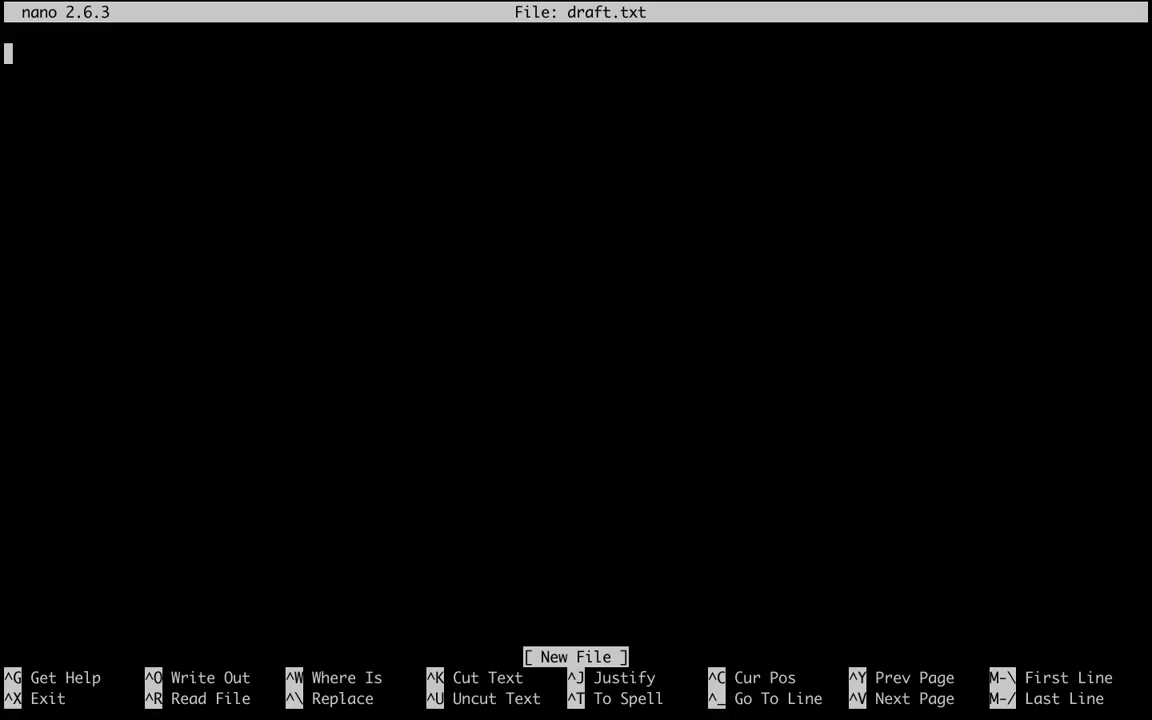 nano 2.6.3 File: draft.txt
[ New File ]
^G Get Help ^O Write Out ^W Where Is ^K Cut Text ^J Justify ^C Cur Pos ^Y Prev Page M-\ First Line
^X Exit ^R Read File ^\ Replace ^U Uncut Text ^T To Spell ^_ Go To Line ^V Next Page M-/ Last Line